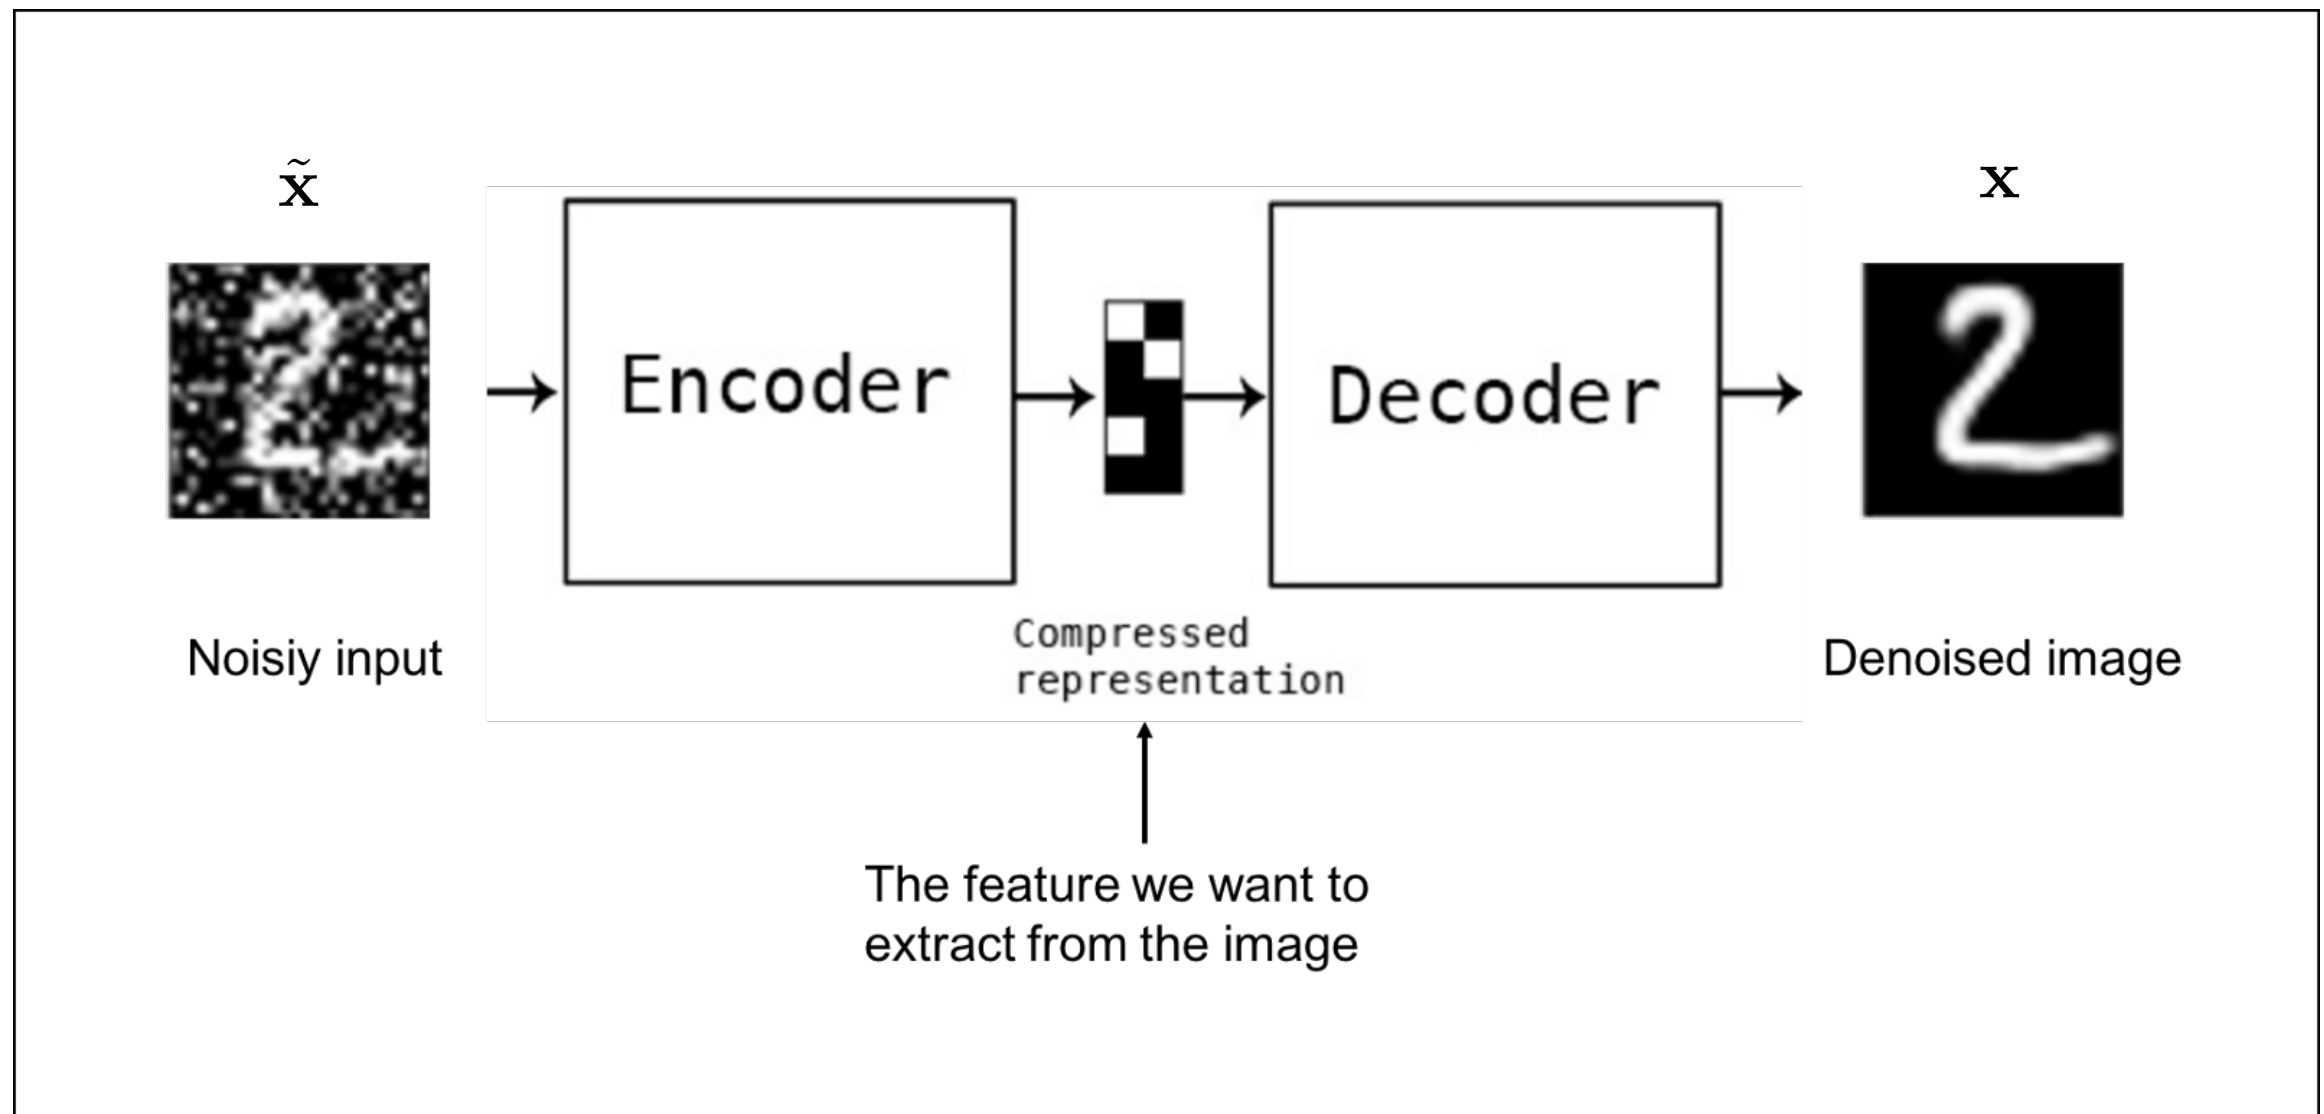 x̃
x
Encoder
Decoder
Compressed
representation
Noisiy input
Denoised image
The feature we want to
extract from the image